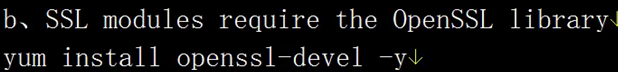 b、SSL modules require the OpenSSL library↓
yum install openssl-devel -y↓